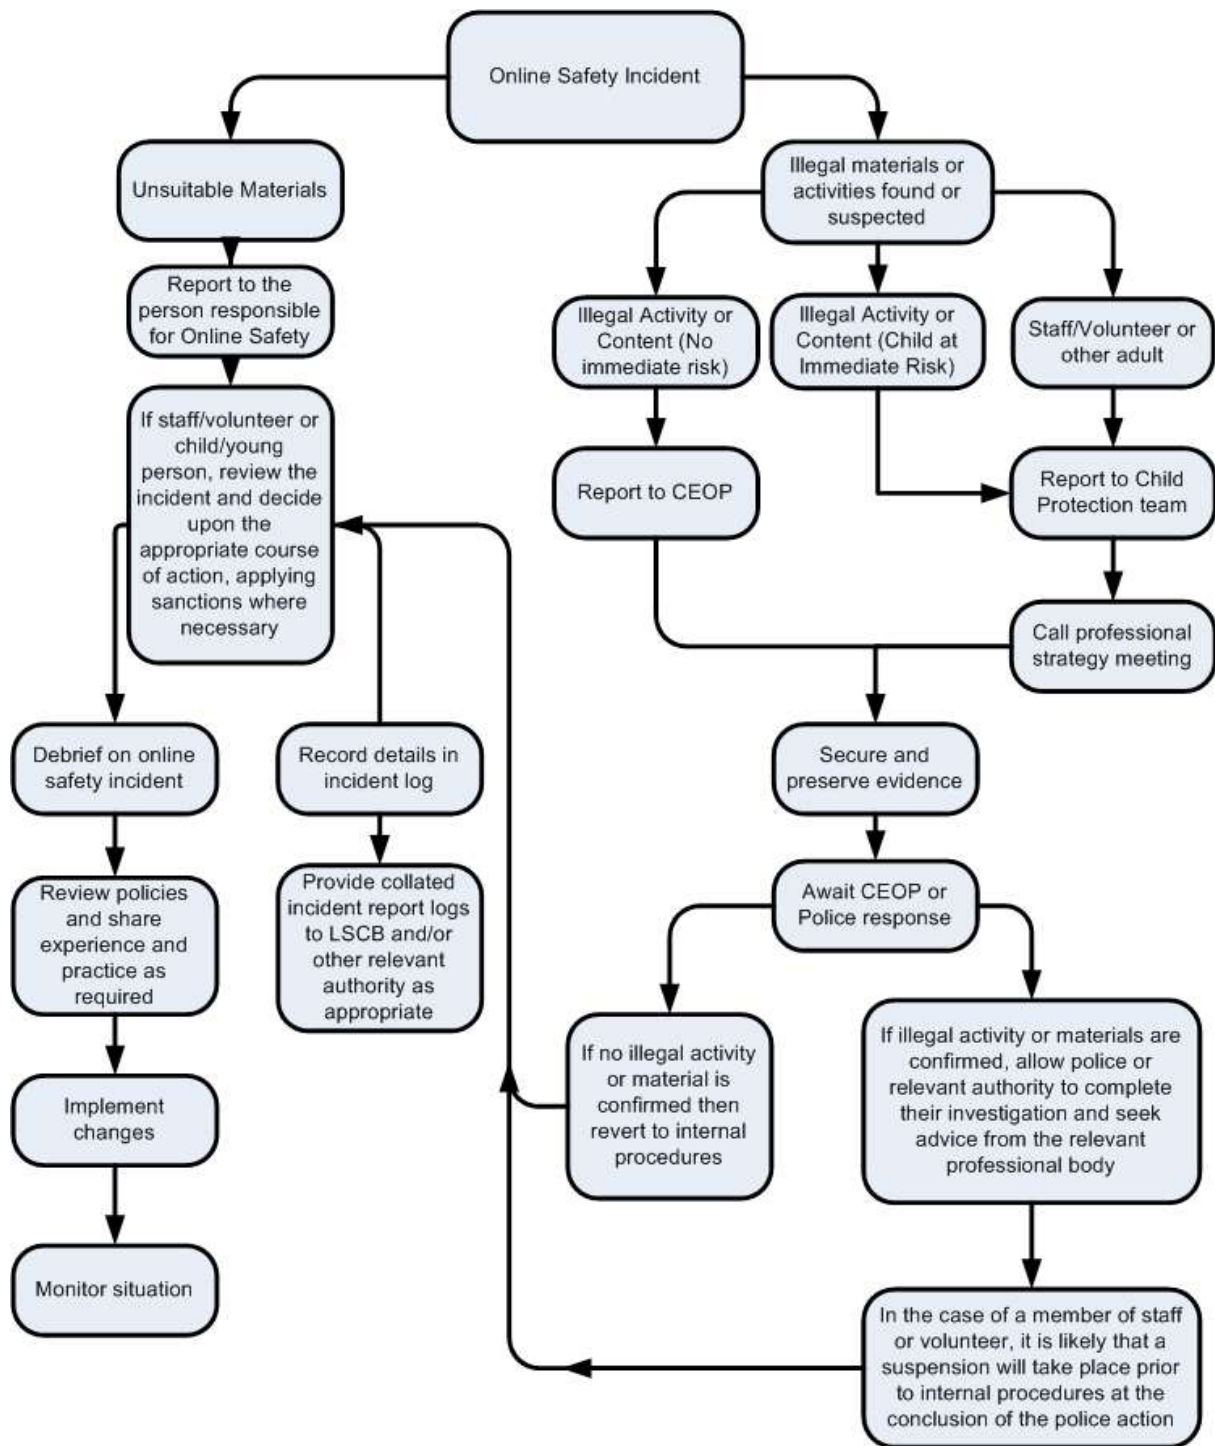 Online Safety Incident
Unsuitable Materials
Report to the
person responsible
for Online Safety
If staff/volunteer or
child/young
person, review the
incident and decide
upon the
appropriate course
of action, applying
sanctions where
necessary
Debrief on online
safety incident
Review policies
and share
experience and
practice as
required
Implement
changes
Monitor situation
Record details in
incident log
Provide collated
incident report logs
to LSCB and/or
other relevant
authority as
appropriate
Illegal materials or
activities found or
suspected
Illegal Activity or
Content (No
immediate risk)
Illegal Activity or
Content (Child at
Immediate Risk)
Staff/Volunteer or
other adult
Report to CEOP
Report to Child
Protection team
Call professional
strategy meeting
Secure and
preserve evidence
Await CEOP or
Police response
If no illegal activity
or material is
confirmed then
revert to internal
procedures
If illegal activity or materials are
confirmed, allow police or
relevant authority to complete
their investigation and seek
advice from the relevant
professional body
In the case of a member of staff
or volunteer, it is likely that a
suspension will take place prior
to internal procedures at the
conclusion of the police action